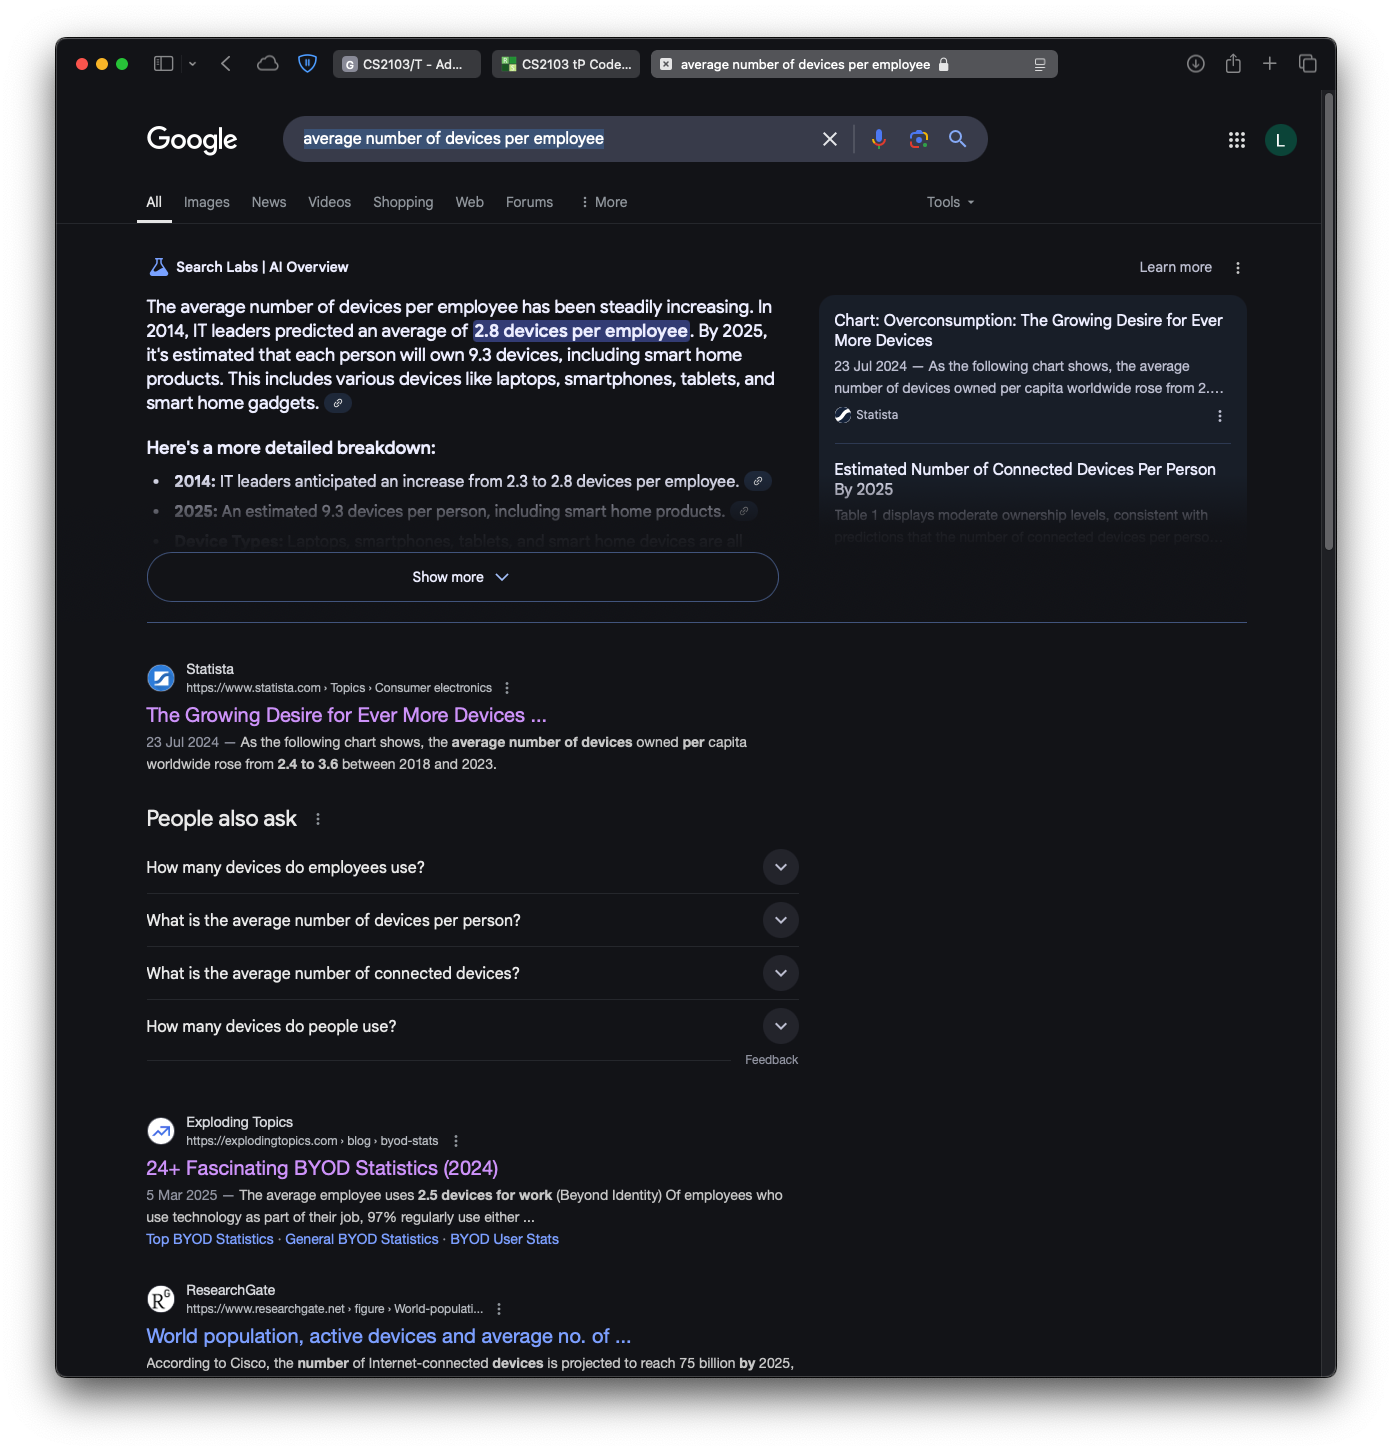 CS2103/T - Ad...
CS2103 tP Code...
average number of devices per employee
Google
average number of devices per employee
L
All
Images
News
Videos
Shopping
Web
Forums
More
Tools
Search Labs | AI Overview
Learn more
The average number of devices per employee has been steadily increasing. In
2014, IT leaders predicted an average of 2.8 devices per employee. By 2025,
it's estimated that each person will own 9.3 devices, including smart home
products. This includes various devices like laptops, smartphones, tablets, and
smart home gadgets.
Here's a more detailed breakdown:
• 2014: IT leaders anticipated an increase from 2.3 to 2.8 devices per employee.
• 2025: An estimated 9.3 devices per person, including smart home products.
• Device Types: Laptops, smartphones, tablets, and smart home devices are all
Show more
Chart: Overconsumption: The Growing Desire for Ever
More Devices
23 Jul 2024 — As the following chart shows, the average
number of devices owned per capita worldwide rose from 2....
Statista
Estimated Number of Connected Devices Per Person
By 2025
Table 1 displays moderate ownership levels, consistent with
predictions that the number of connected devices per perso...
Statista
https://www.statista.com › Topics › Consumer electronics
The Growing Desire for Ever More Devices ...
23 Jul 2024 — As the following chart shows, the average number of devices owned per capita
worldwide rose from 2.4 to 3.6 between 2018 and 2023.
People also ask
How many devices do employees use?
What is the average number of devices per person?
What is the average number of connected devices?
How many devices do people use?
Feedback
Exploding Topics
https://explodingtopics.com › blog › byod-stats
24+ Fascinating BYOD Statistics (2024)
5 Mar 2025 — The average employee uses 2.5 devices for work (Beyond Identity) Of employees who
use technology as part of their job, 97% regularly use either ...
Top BYOD Statistics · General BYOD Statistics · BYOD User Stats
ResearchGate
https://www.researchgate.net › figure › World-populati...
World population, active devices and average no. of ...
According to Cisco, the number of Internet-connected devices is projected to reach 75 billion by 2025,